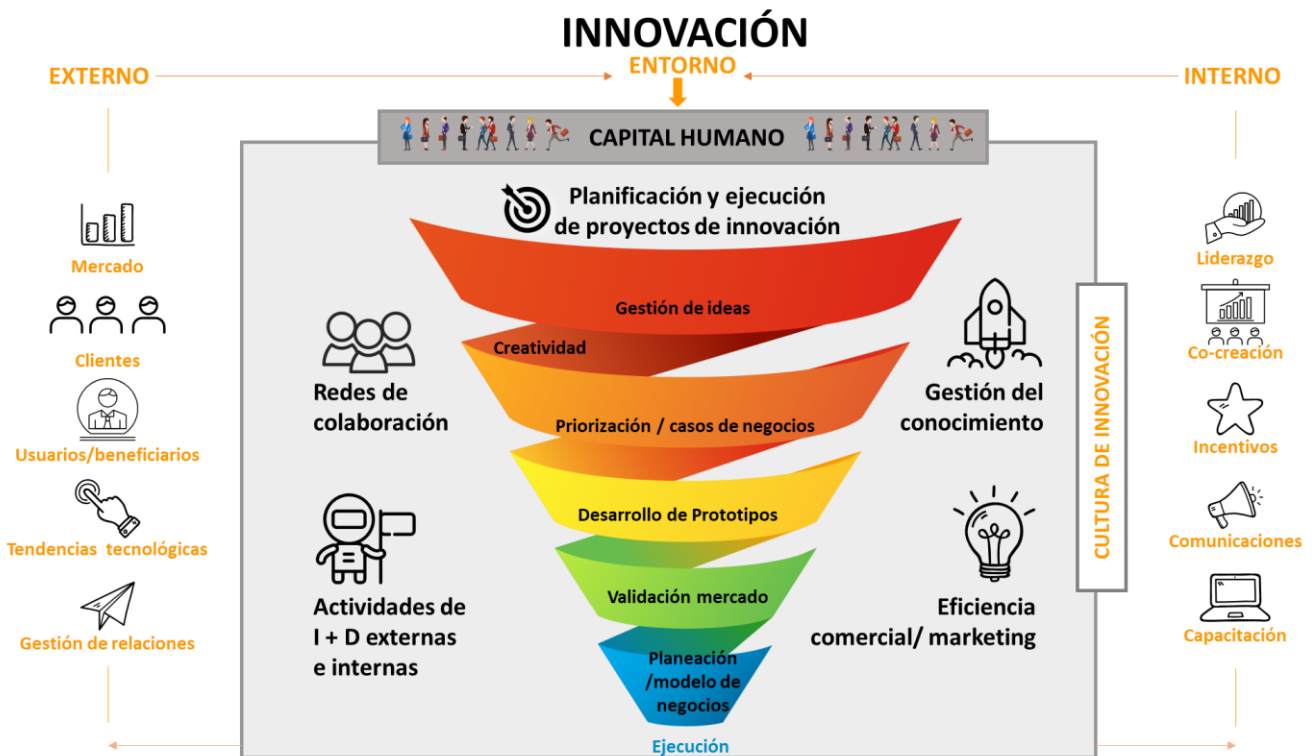 INNOVACIÓN
EXTERNO
ENTORNO
INTERNO
CAPITAL HUMANO
Planificación y ejecución
de proyectos de innovación
Mercado
Clientes
Usuarios/beneficiarios
Tendencias tecnológicas
Gestión de relaciones
Redes de
colaboración
Actividades de
I + D externas
e internas
Gestión de ideas
Creatividad
Priorización / casos de negocios
Desarrollo de Prototipos
Validación mercado
Planeación
/modelo de
negocios
Ejecución
Gestión del
conocimiento
Eficiencia
comercial/ marketing
CULTURA DE INNOVACIÓN
Liderazgo
Co-creación
Incentivos
Comunicaciones
Capacitación